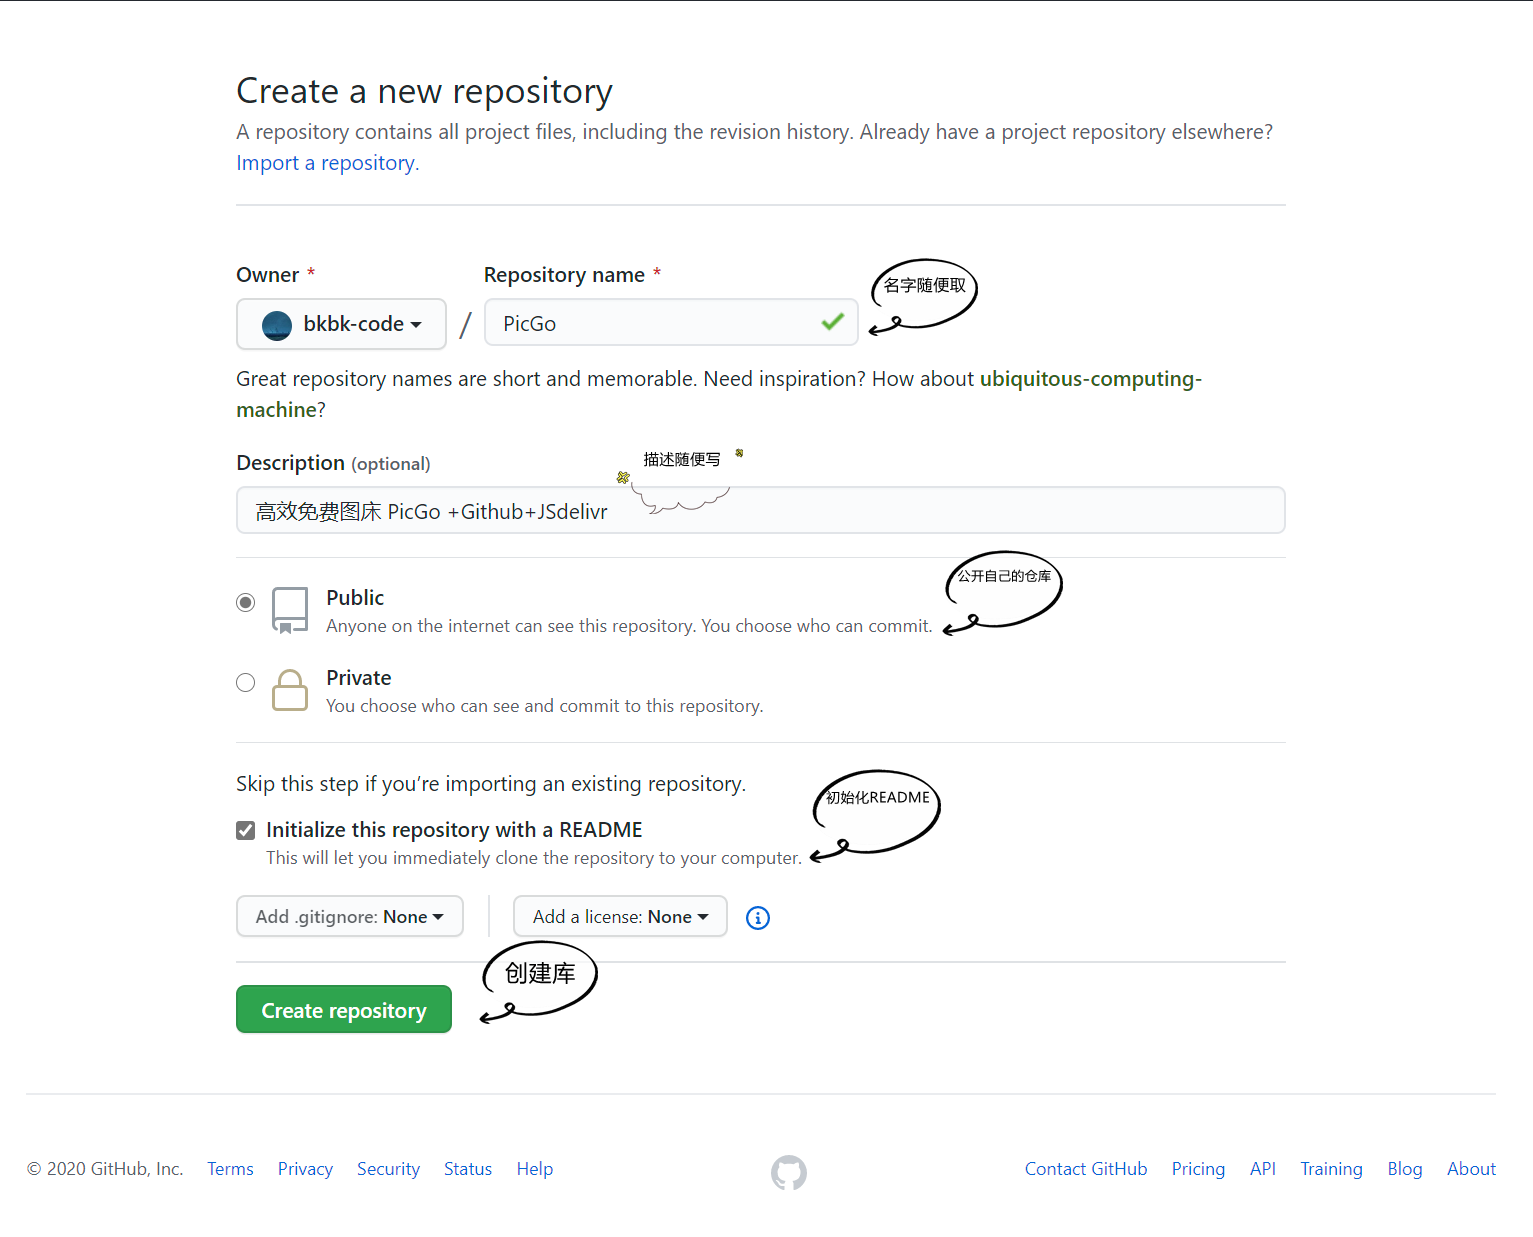 Create a new repository
A repository contains all project files, including the revision history. Already have a project repository elsewhere?
Import a repository.
Owner *
Repository name *
名字随便取
bkbk-code
/
PicGo
Great repository names are short and memorable. Need inspiration? How about ubiquitous-computing-
machine?
描述随便写
Description (optional)
高效免费图床 PicGo +Github+JSdelivr
公开自己的仓库
Public
Anyone on the internet can see this repository. You choose who can commit.
Private
You choose who can see and commit to this repository.
Skip this step if you’re importing an existing repository.
初始化README
Initialize this repository with a README
This will let you immediately clone the repository to your computer.
Add .gitignore: None
Add a license: None
创建库
Create repository
© 2020 GitHub, Inc. Terms Privacy Security Status Help Contact GitHub Pricing API Training Blog About